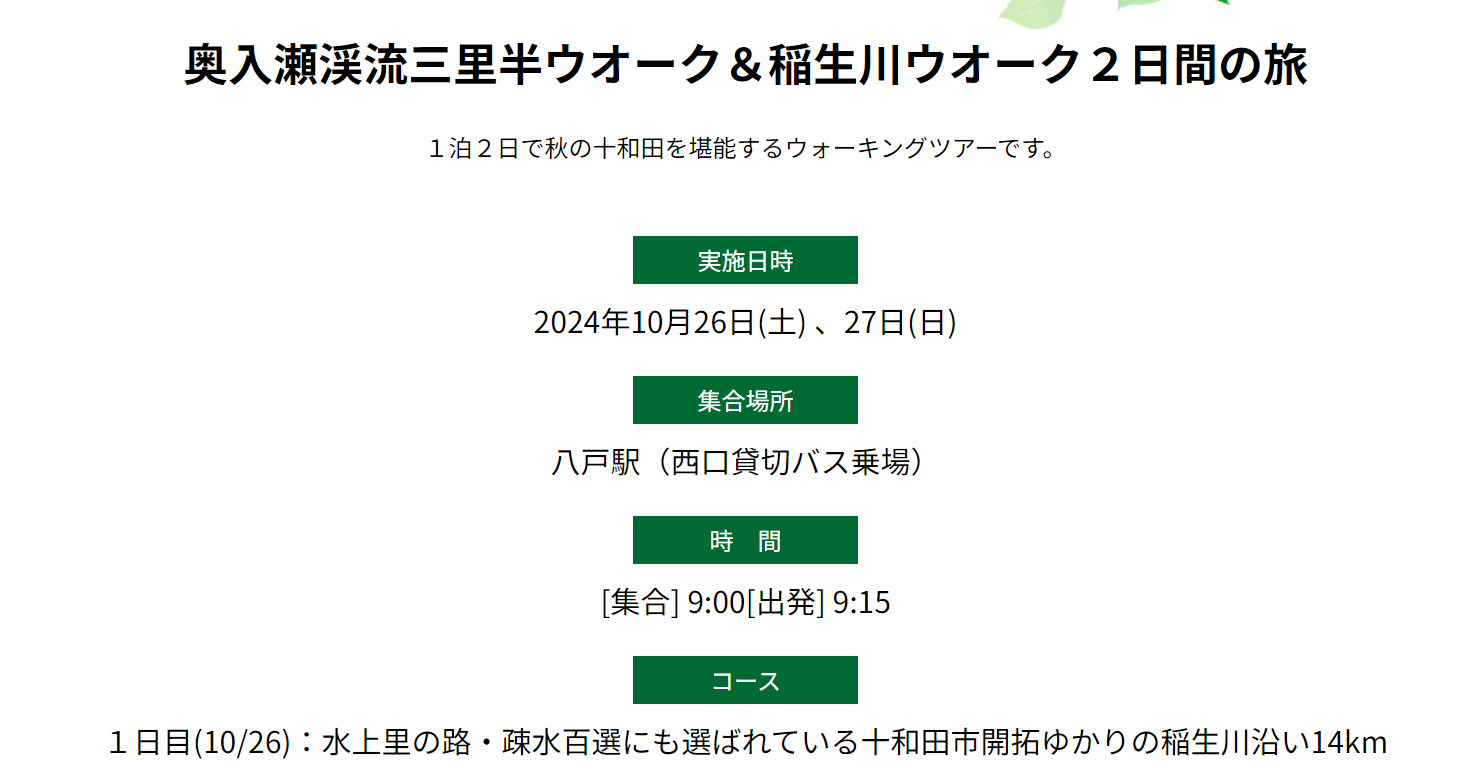 奥入瀬渓流三里半ウオーク＆稲生川ウオーク２日間の旅
１泊２日で秋の十和田を堪能するウォーキングツアーです。
実施日時
2024年10月26日(土) 、27日(日)
集合場所
八戸駅（西口貸切バス乗場）
時　間
[集合] 9:00[出発] 9:15
コース
１日目(10/26)：水上里の路・疎水百選にも選ばれている十和田市開拓ゆかりの稲生川沿い14km